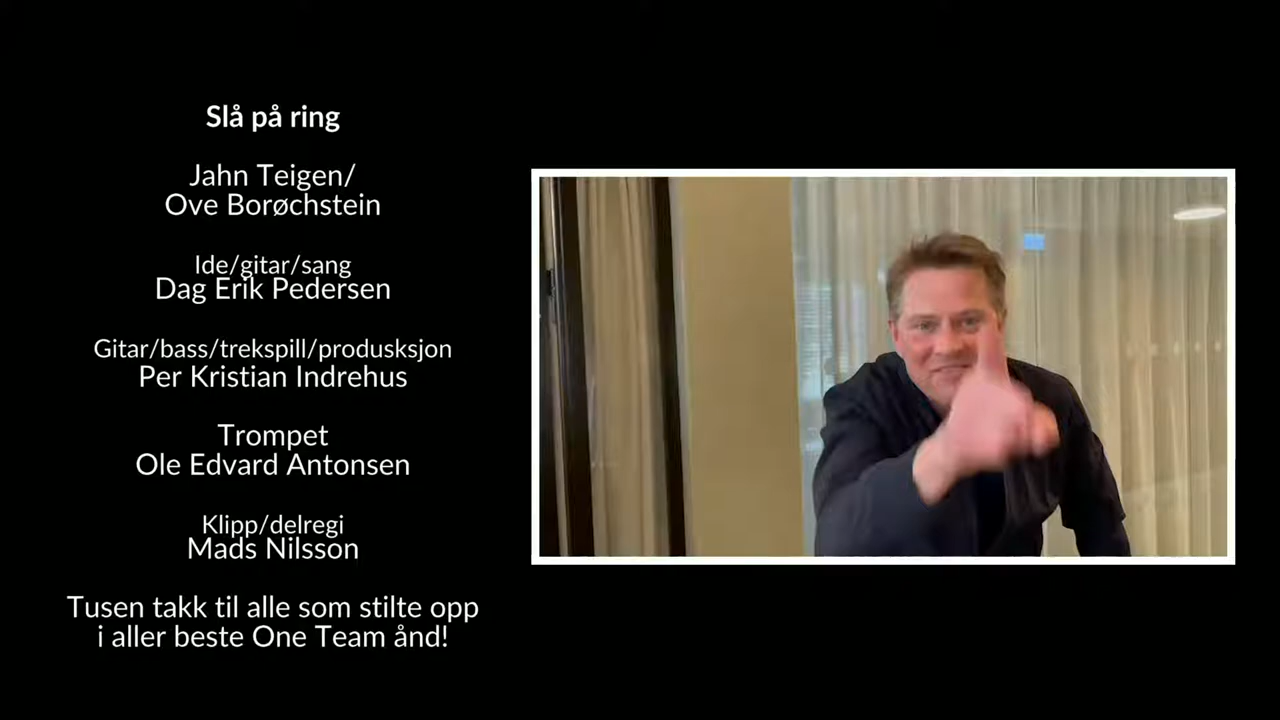 Slå på ring
Jahn Teigen/
Ove Borøchstein
Ide/gitar/sang
Dag Erik Pedersen
Gitar/bass/trekspill/produsksjon
Per Kristian Indrehus
Trompet
Ole Edvard Antonsen
Klipp/delregi
Mads Nilsson
Tusen takk til alle som stilte opp
i aller beste One Team ånd!